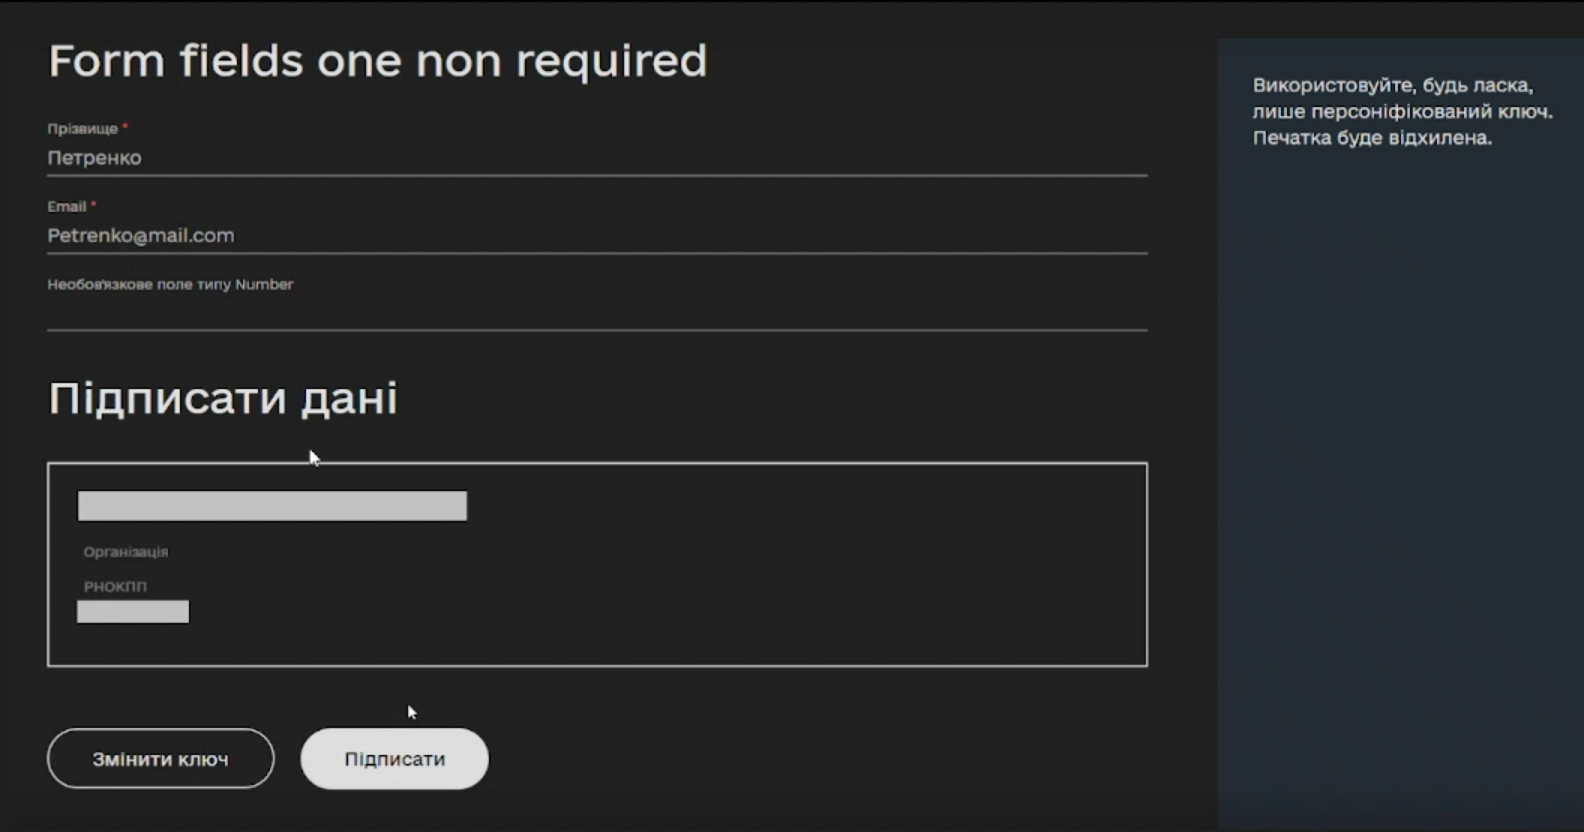 Form fields one non required
Прізвище *
Петренко
Email *
Petrenko@mail.com
Необов'язкове поле типу Number
Підписати дані
Організація
РНОКПП
Змінити ключ
Підписати
Використовуйте, будь ласка,
лише персоніфікований ключ.
Печатка буде відхилена.